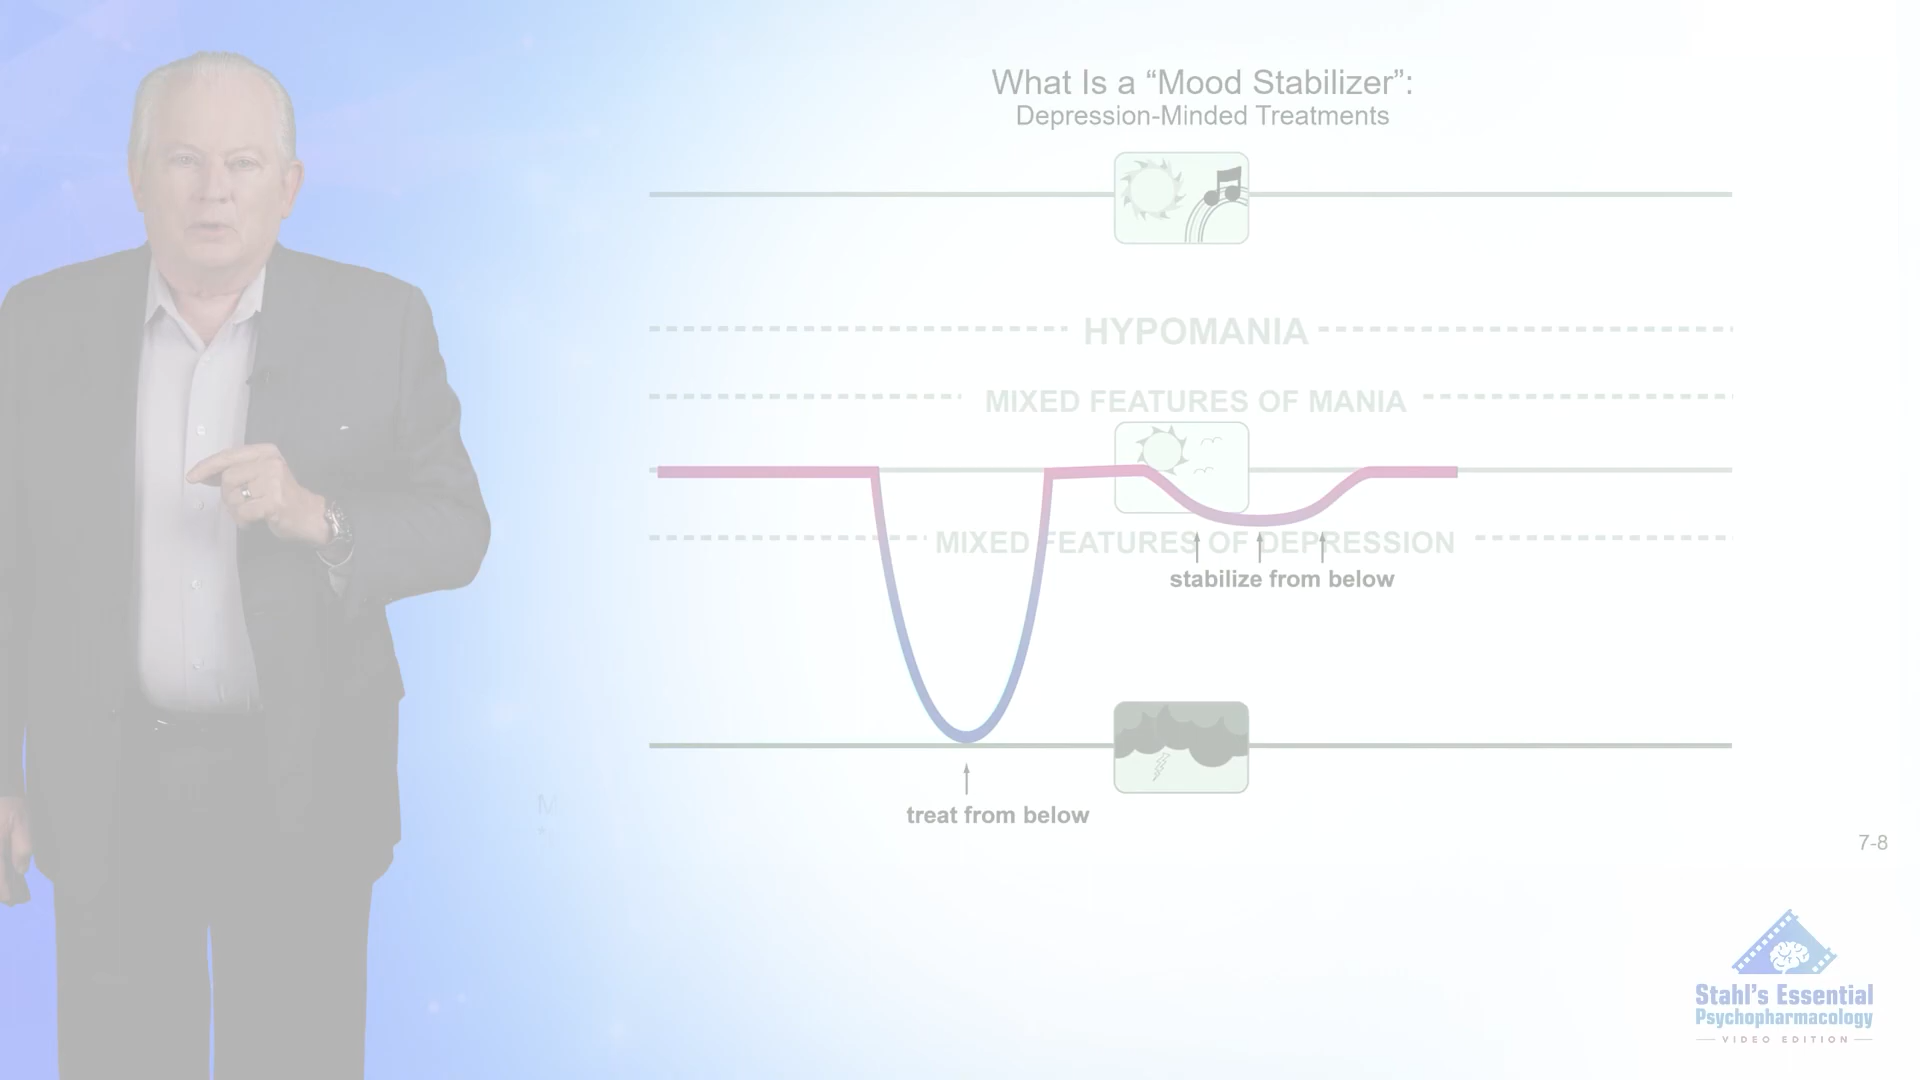 What Is a “Mood Stabilizer”:
Depression-Minded Treatments
HYPOMANIA
MIXED FEATURES OF MANIA
MIXED FEATURES OF DEPRESSION
stabilize from below
treat from below
M
7-8
Stahl's Essential
Psychopharmacology
VIDEO EDITION